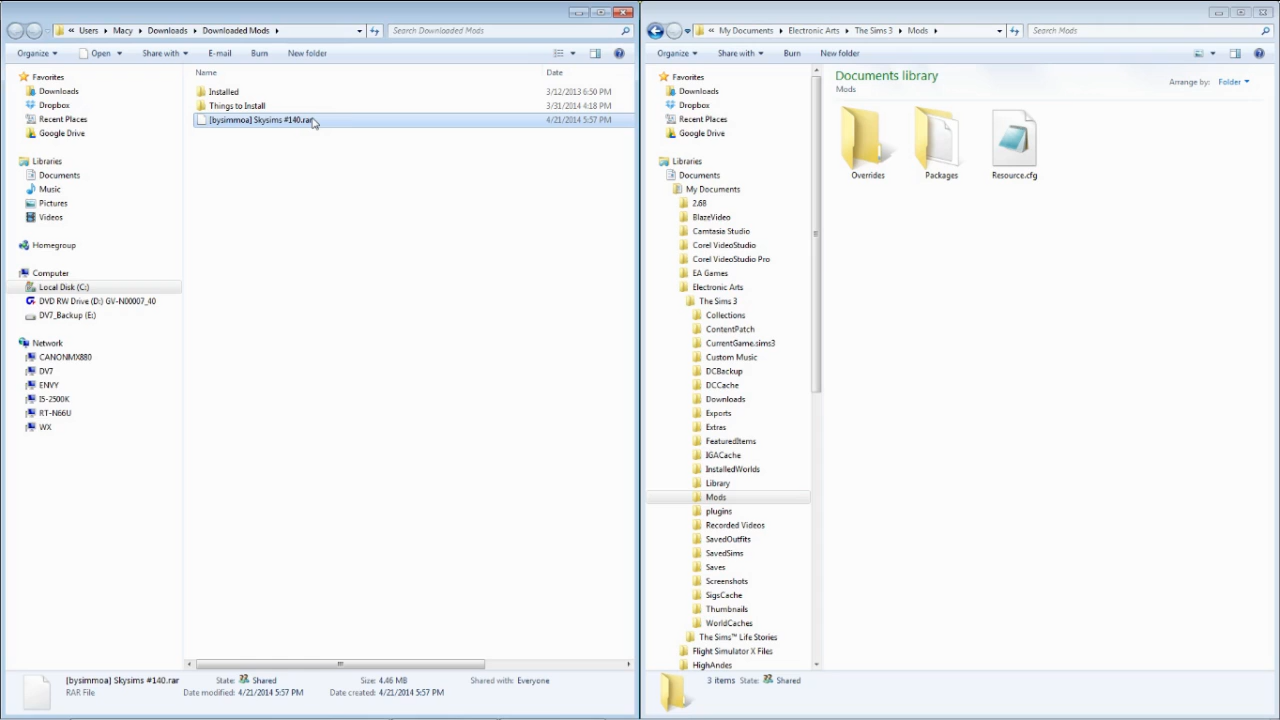 « Users ▸ Macy ▸ Downloads ▸ Downloaded Mods ▸
Search Downloaded Mods
Organize
Open
Share with
E-mail
Burn
New folder
Favorites
Downloads
Dropbox
Recent Places
Google Drive
Libraries
Documents
Music
Pictures
Videos
Homegroup
Computer
Local Disk (C:)
DVD RW Drive (D:) GV-N00007_40
DV7_Backup (E:)
Network
CANONMX880
DV7
ENVY
I5-2500K
RT-N66U
WX
Name Date
Installed 3/12/2013 6:50 PM
Things to Install 3/31/2014 4:18 PM
[bysimmoa] Skysims #140.rar 4/21/2014 5:57 PM
[bysimmoa] Skysims #140.rar State: Shared Size: 4.46 MB Shared with: Everyone
RAR File Date modified: 4/21/2014 5:57 PM Date created: 4/21/2014 5:57 PM
« My Documents ▸ Electronic Arts ▸ The Sims 3 ▸ Mods ▸
Search Mods
Organize
Share with
Burn
New folder
Favorites
Downloads
Dropbox
Recent Places
Google Drive
Libraries
Documents
My Documents
2.68
BlazeVideo
Camtasia Studio
Corel VideoStudio
Corel VideoStudio Pro
EA Games
Electronic Arts
The Sims 3
Collections
ContentPatch
CurrentGame.sims3
Custom Music
DCBackup
DCCache
Downloads
Exports
Extras
FeaturedItems
IGACache
InstalledWorlds
Library
Mods
plugins
Recorded Videos
SavedOutfits
SavedSims
Saves
Screenshots
SigsCache
Thumbnails
WorldCaches
The Sims™ Life Stories
Flight Simulator X Files
HighAndes
Documents library
Mods
Arrange by: Folder
Overrides
Packages
Resource.cfg
3 items State: Shared